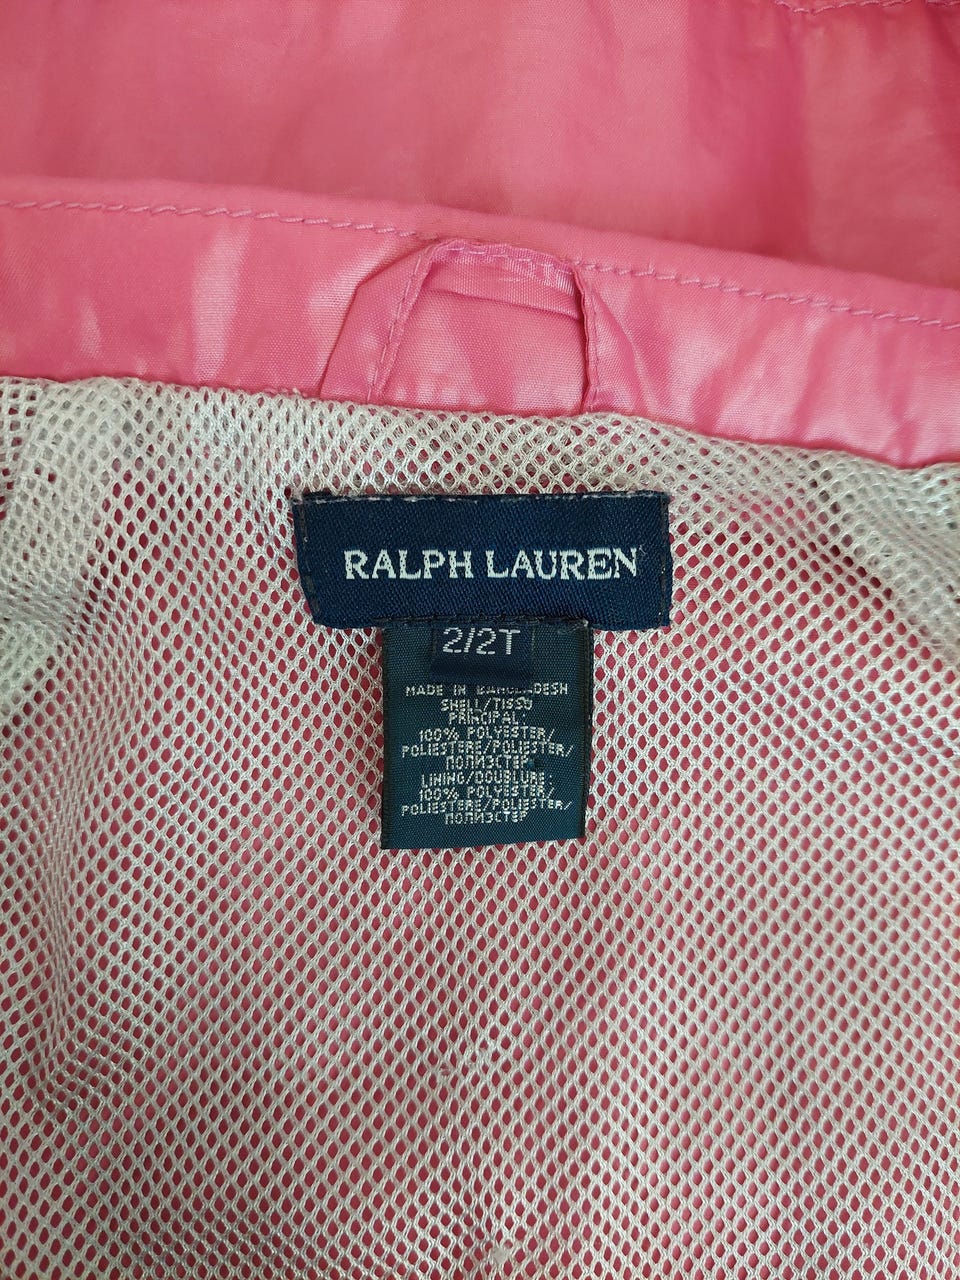 RALPH LAUREN
2/2T
MADE IN BANGLADESH
SHELL/TISSU
PRINCIPAL:
100% POLYESTER/
POLIESTERE/POLIESTER/
ПОЛИЭСТЕР
LINING/DOUBLURE:
100% POLYESTER/
POLIESTERE/POLIESTER/
ПОЛИЭСТЕР